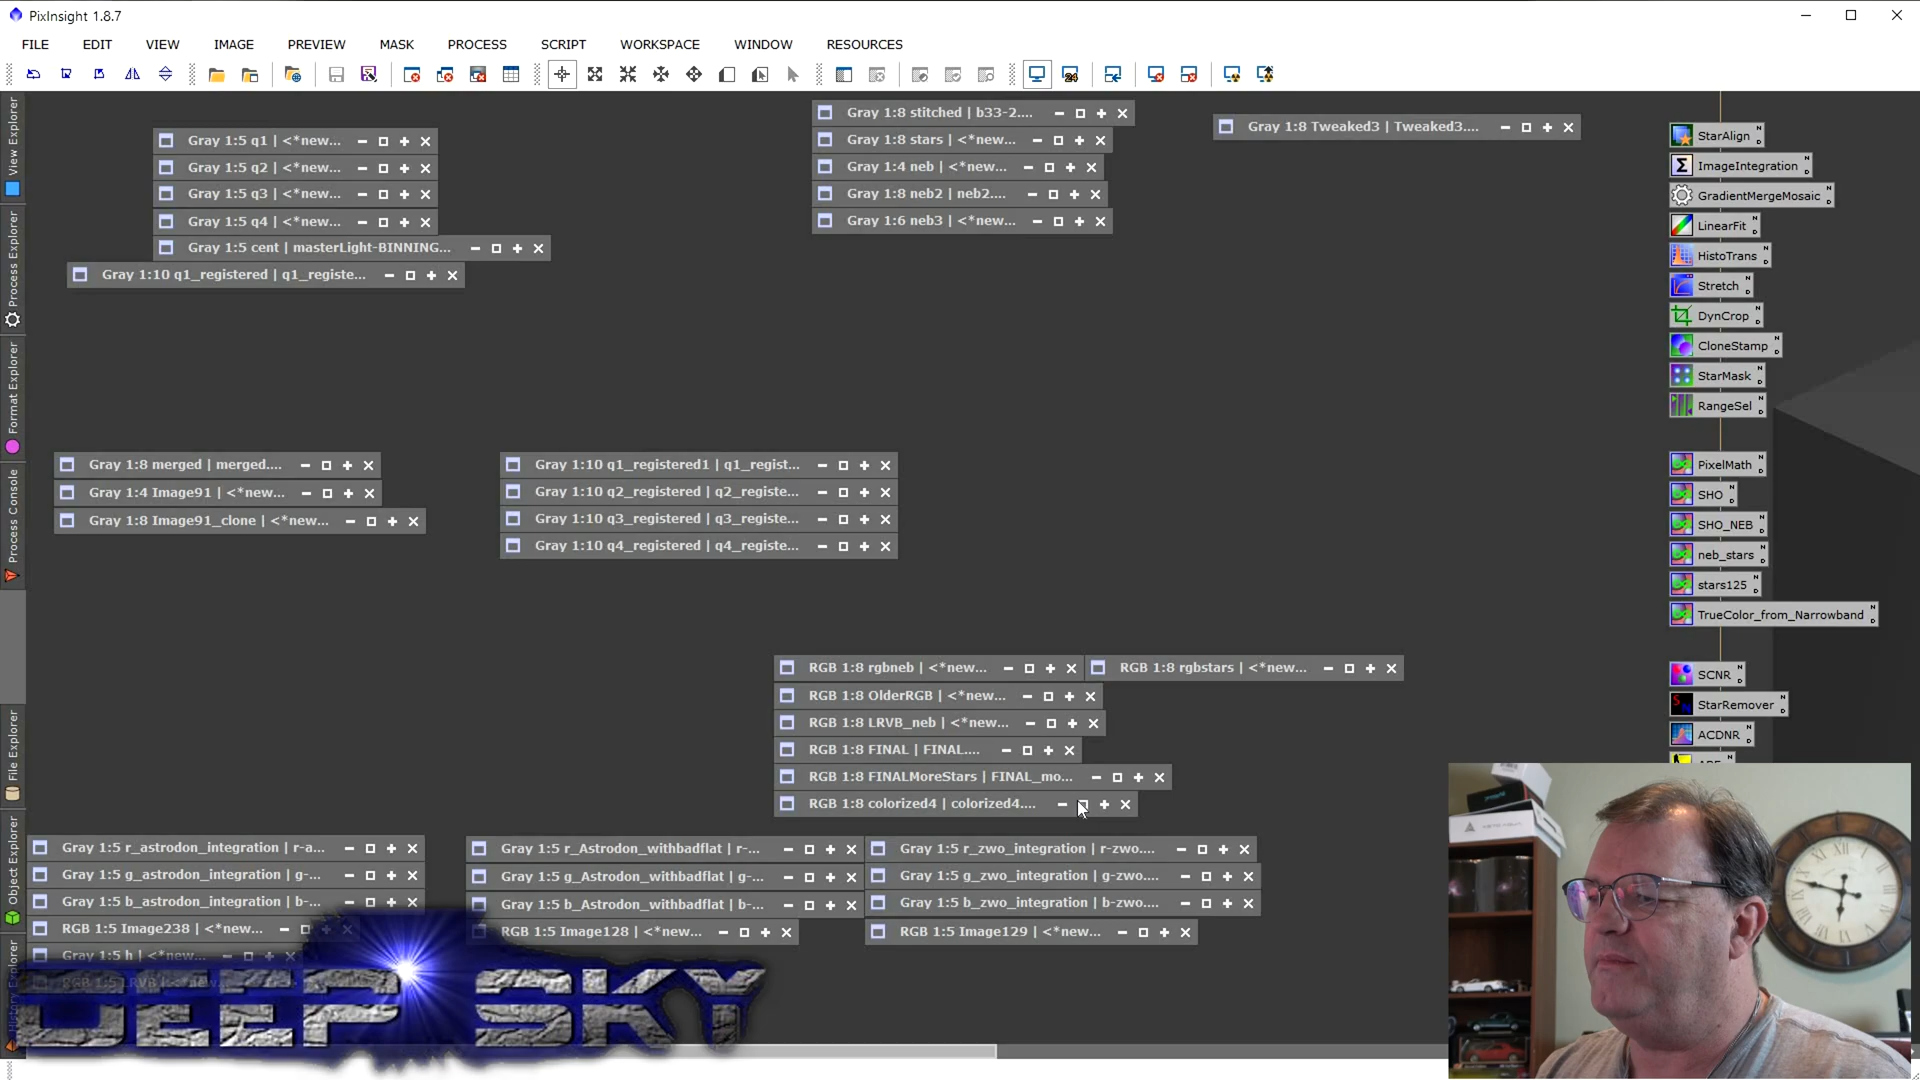 PixInsight 1.8.7
FILE EDIT VIEW IMAGE PREVIEW MASK PROCESS SCRIPT WORKSPACE WINDOW RESOURCES
View Explorer
Process Explorer
Format Explorer
Process Console
File Explorer
Object Explorer
History Explorer
Gray 1:5 q1 | <*new...
Gray 1:5 q2 | <*new...
Gray 1:5 q3 | <*new...
Gray 1:5 q4 | <*new...
Gray 1:5 cent | masterLight-BINNING...
Gray 1:10 q1_registered | q1_registe...
Gray 1:8 stitched | b33-2....
Gray 1:8 stars | <*new...
Gray 1:4 neb | <*new...
Gray 1:8 neb2 | neb2....
Gray 1:6 neb3 | <*new...
Gray 1:8 Tweaked3 | Tweaked3....
Gray 1:8 merged | merged....
Gray 1:4 Image91 | <*new...
Gray 1:8 Image91_clone | <*new...
Gray 1:10 q1_registered1 | q1_regist...
Gray 1:10 q2_registered | q2_registe...
Gray 1:10 q3_registered | q3_registe...
Gray 1:10 q4_registered | q4_registe...
RGB 1:8 rgbneb | <*new...
RGB 1:8 rgbstars | <*new...
RGB 1:8 OlderRGB | <*new...
RGB 1:8 LRVB_neb | <*new...
RGB 1:8 FINAL | FINAL....
RGB 1:8 FINALMoreStars | FINAL_mo...
RGB 1:8 colorized4 | colorized4....
Gray 1:5 r_astrodon_integration | r-a...
Gray 1:5 g_astrodon_integration | g-...
Gray 1:5 b_astrodon_integration | b-...
RGB 1:5 Image238 | <*new...
Gray 1:5 h | <*new...
RGB 1:5 LRVB | <*new...
Gray 1:5 r_Astrodon_withbadflat | r-...
Gray 1:5 g_Astrodon_withbadflat | g-...
Gray 1:5 b_Astrodon_withbadflat | b-...
RGB 1:5 Image128 | <*new...
Gray 1:5 r_zwo_integration | r-zwo....
Gray 1:5 g_zwo_integration | g-zwo....
Gray 1:5 b_zwo_integration | b-zwo....
RGB 1:5 Image129 | <*new...
StarAlign
ImageIntegration
GradientMergeMosaic
LinearFit
HistoTrans
Stretch
DynCrop
CloneStamp
StarMask
RangeSel
PixelMath
SHO
SHO_NEB
neb_stars
stars125
TrueColor_from_Narrowband
SCNR
StarRemover
ACDNR
DEEP SKY